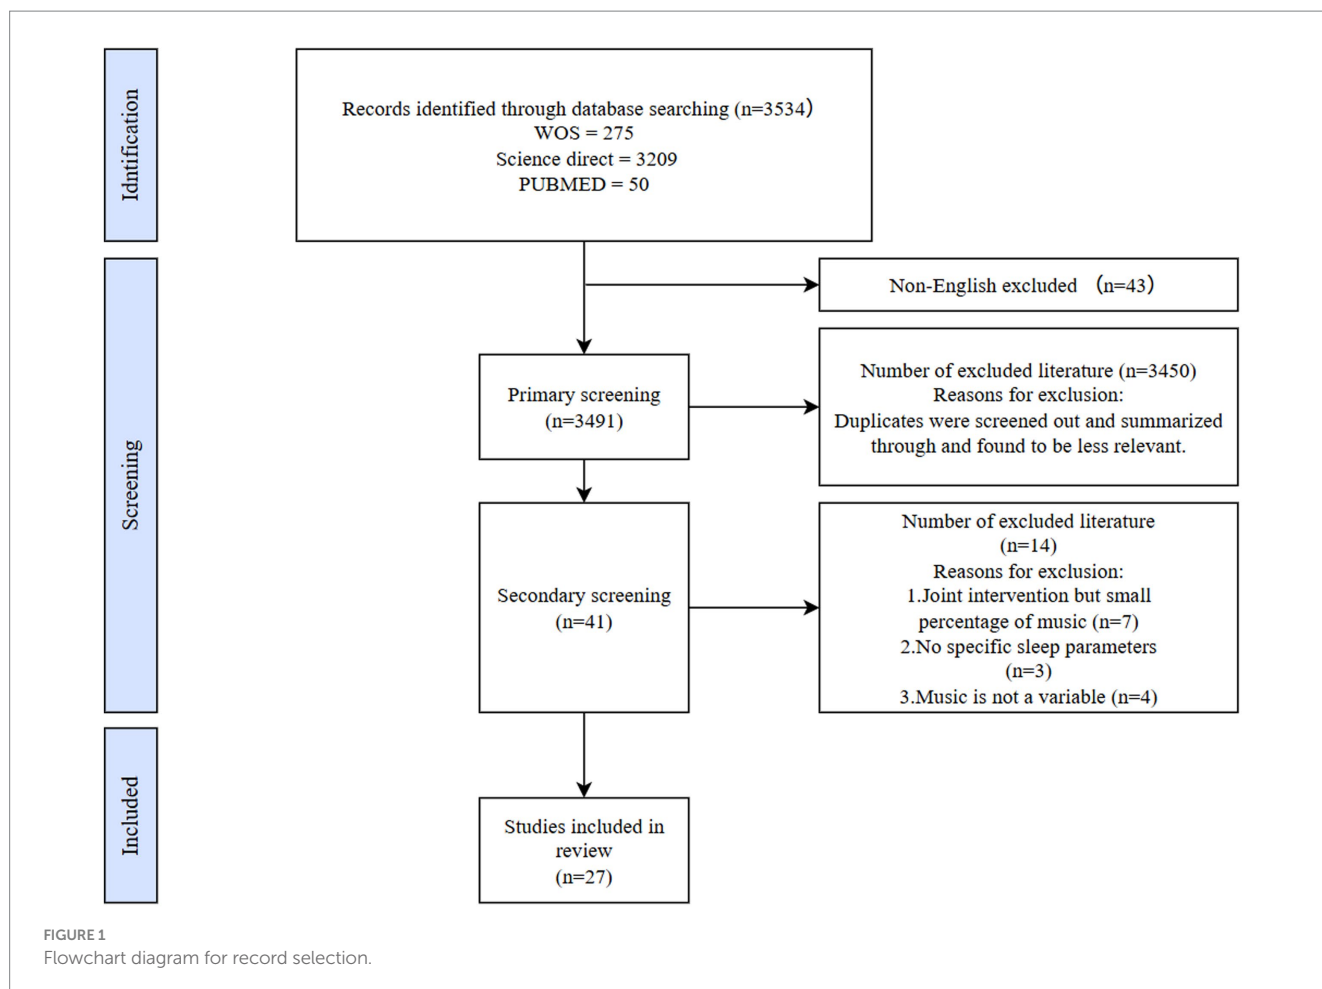 Idntification
Records identified through database searching (n=3534)
WOS = 275
Science direct = 3209
PUBMED = 50
Screening
Non-English excluded （n=43）
Primary screening
(n=3491)
Number of excluded literature (n=3450)
Reasons for exclusion:
Duplicates were screened out and summarized
through and found to be less relevant.
Secondary screening
(n=41)
Number of excluded literature
(n=14)
Reasons for exclusion:
1.Joint intervention but small
percentage of music (n=7)
2.No specific sleep parameters
(n=3)
3.Music is not a variable (n=4)
Included
Studies included in
review
(n=27)
FIGURE 1
Flowchart diagram for record selection.